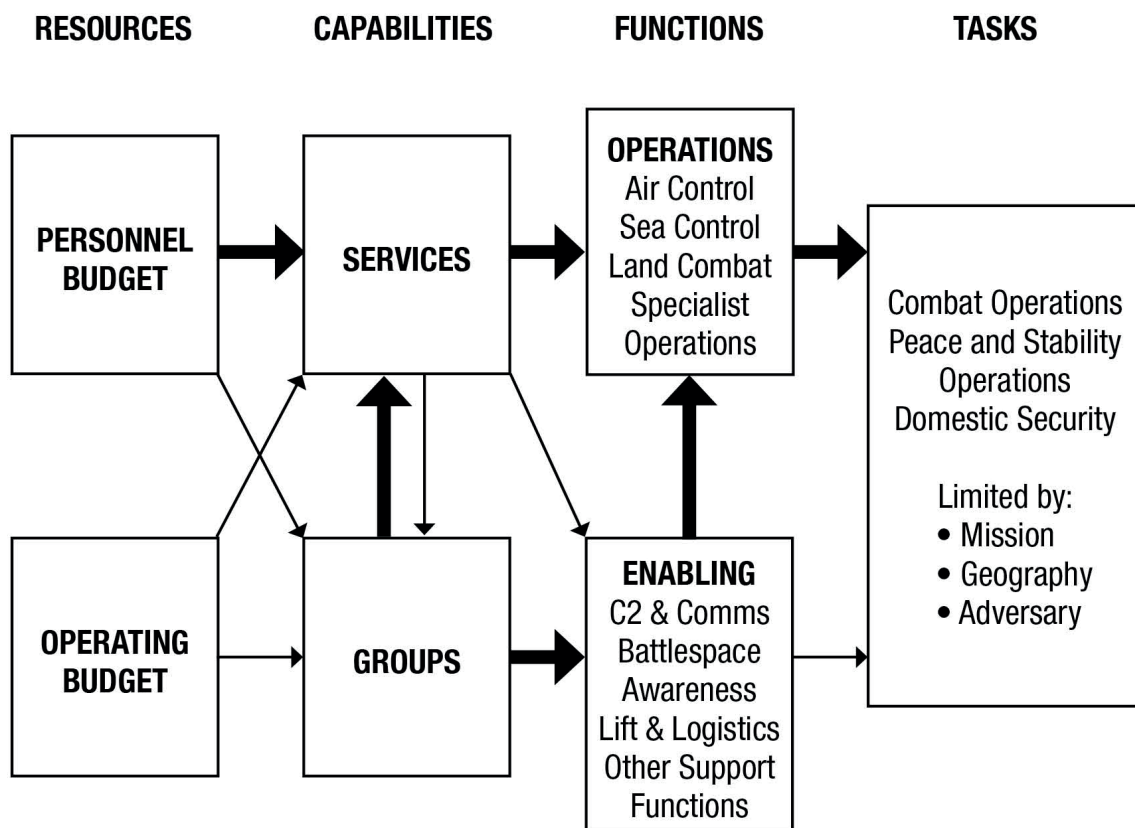 RESOURCES
CAPABILITIES
FUNCTIONS
TASKS
PERSONNEL
BUDGET
SERVICES
OPERATIONS
Air Control
Sea Control
Land Combat
Specialist
Operations
Combat Operations
Peace and Stability
Operations
Domestic Security
Limited by:
• Mission
• Geography
• Adversary
OPERATING
BUDGET
GROUPS
ENABLING
C2 & Comms
Battlespace
Awareness
Lift & Logistics
Other Support
Functions